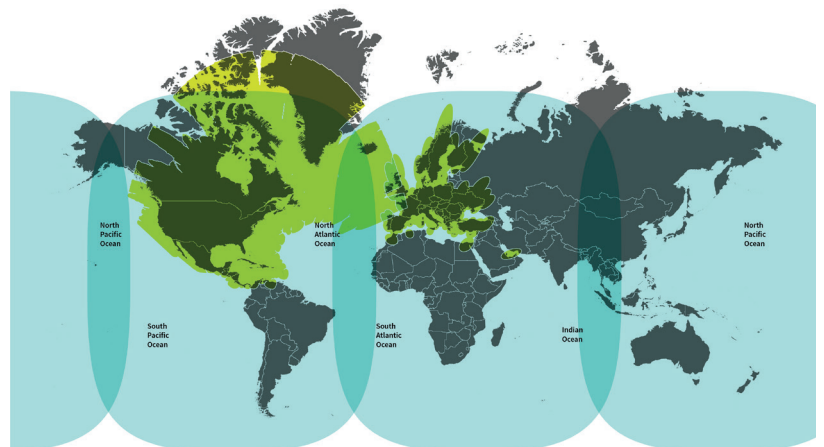 North
Pacific
Ocean
North
Atlantic
Ocean
North
Pacific
Ocean
South
Pacific
Ocean
South
Atlantic
Ocean
Indian
Ocean